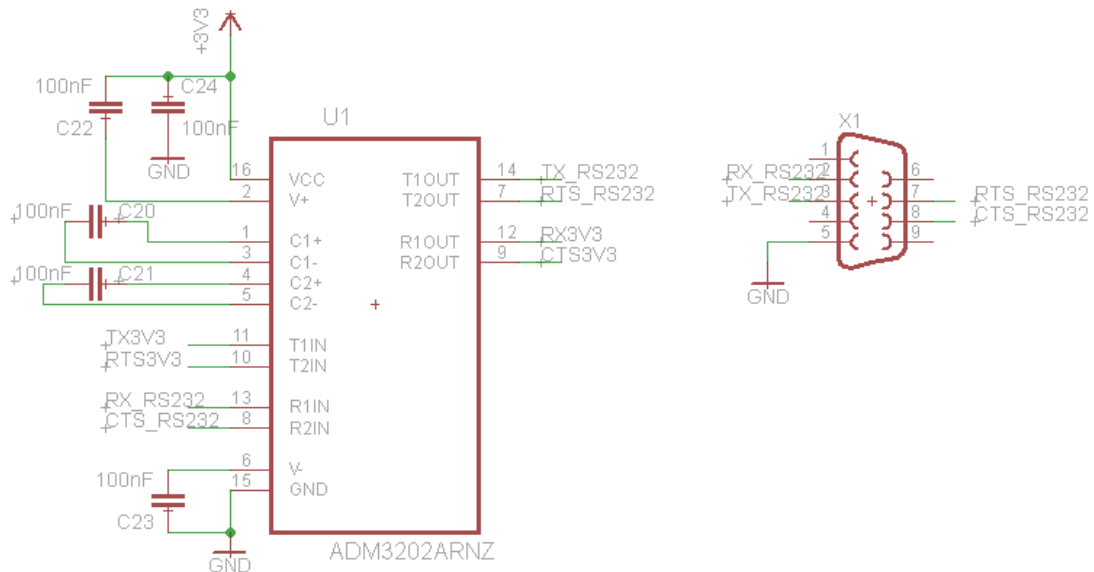 +3V3
100nF
C24
C22
100nF
GND
U1
16 VCC T1OUT 14 TX_RS232
2 V+ T2OUT 7 RTS_RS232
100nF C20
1 C1+ R1OUT 12 RX3V3
3 C1- R2OUT 9 CTS3V3
100nF C21
4 C2+
5 C2-
TX3V3 11 T1IN
RTS3V3 10 T2IN
RX_RS232 13 R1IN
CTS_RS232 8 R2IN
6 V-
100nF
15 GND
C23
GND
ADM3202ARNZ
X1
1
RX_RS232 2 6
TX_RS232 3 7 RTS_RS232
4 8 CTS_RS232
5 9
GND